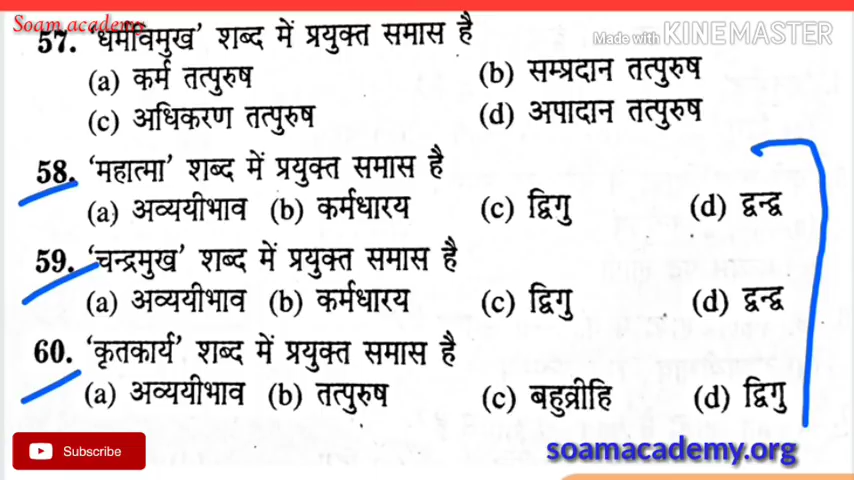 Soam academy
Made with KINEMASTER
57. 'धर्मविमुख' शब्द में प्रयुक्त समास है
(a) कर्म तत्पुरुष (b) सम्प्रदान तत्पुरुष
(c) अधिकरण तत्पुरुष (d) अपादान तत्पुरुष
58. 'महात्मा' शब्द में प्रयुक्त समास है
(a) अव्ययीभाव (b) कर्मधारय (c) द्विगु (d) द्वन्द्व
59. 'चन्द्रमुख' शब्द में प्रयुक्त समास है
(a) अव्ययीभाव (b) कर्मधारय (c) द्विगु (d) द्वन्द्व
60. 'कृतकार्य' शब्द में प्रयुक्त समास है
(a) अव्ययीभाव (b) तत्पुरुष (c) बहुव्रीहि (d) द्विगु
Subscribe
soamacademy.org